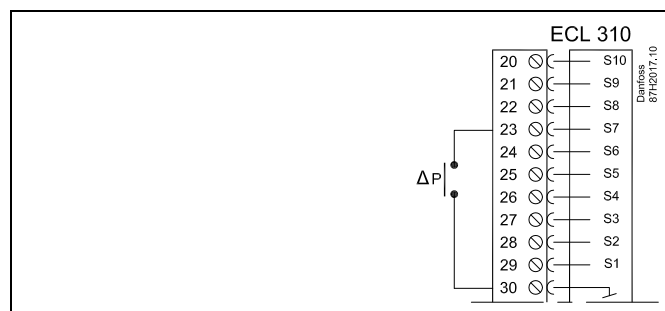 ECL 310
20 S10
21 S9
22 S8
23 S7
24 S6
25 S5
26 S4
27 S3
28 S2
29 S1
30
ΔP
Danfoss
87H2017.10